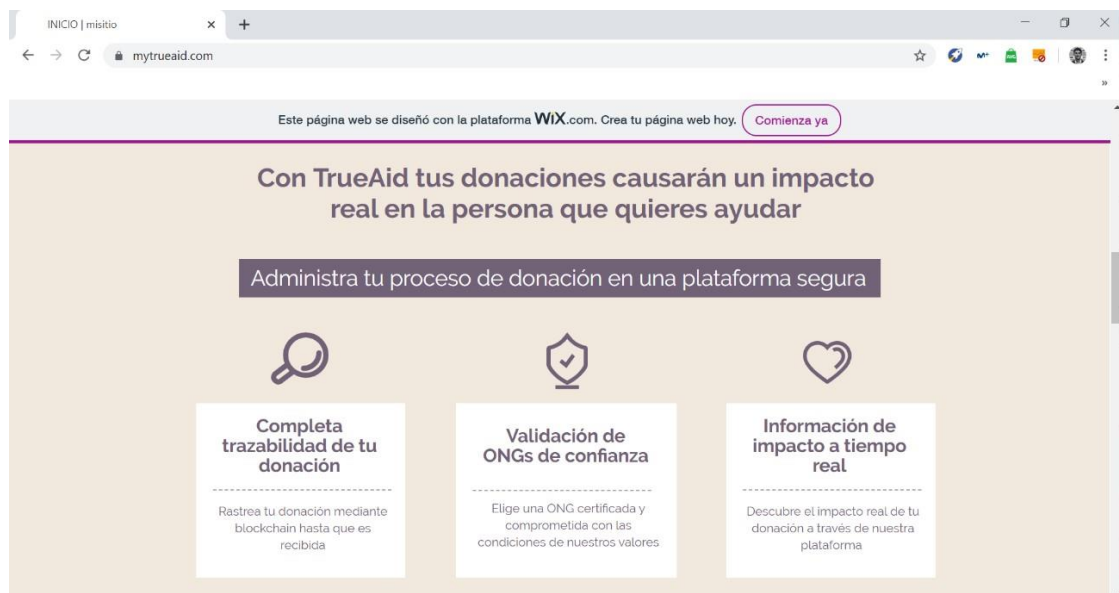 INICIO | misitio
mytrueaid.com
Este página web se diseñó con la plataforma WiX.com. Crea tu página web hoy. Comienza ya
Con TrueAid tus donaciones causarán un impacto
real en la persona que quieres ayudar
Administra tu proceso de donación en una plataforma segura
Completa
trazabilidad de tu
donación
Rastrea tu donación mediante
blockchain hasta que es
recibida
Validación de
ONGs de confianza
Elige una ONG certificada y
comprometida con las
condiciones de nuestros valores
Información de
impacto a tiempo
real
Descubre el impacto real de tu
donación a través de nuestra
plataforma